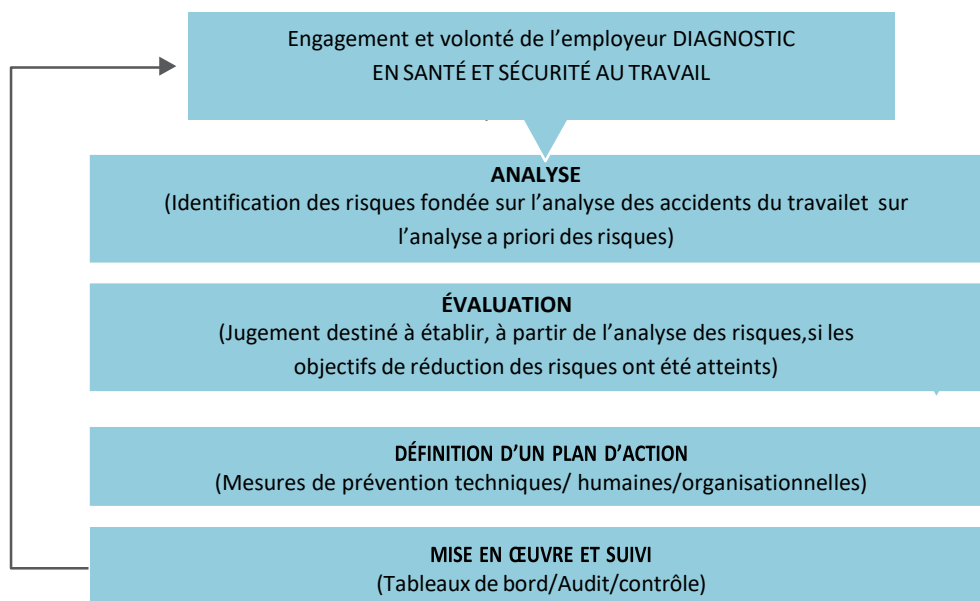 Engagement et volonté de l’employeur DIAGNOSTIC
EN SANTÉ ET SÉCURITÉ AU TRAVAIL
ANALYSE
(Identification des risques fondée sur l’analyse des accidents du travailet sur
l’analyse a priori des risques)
ÉVALUATION
(Jugement destiné à établir, à partir de l’analyse des risques,si les
objectifs de réduction des risques ont été atteints)
DÉFINITION D’UN PLAN D’ACTION
(Mesures de prévention techniques/ humaines/organisationnelles)
MISE EN ŒUVRE ET SUIVI
(Tableaux de bord/Audit/contrôle)